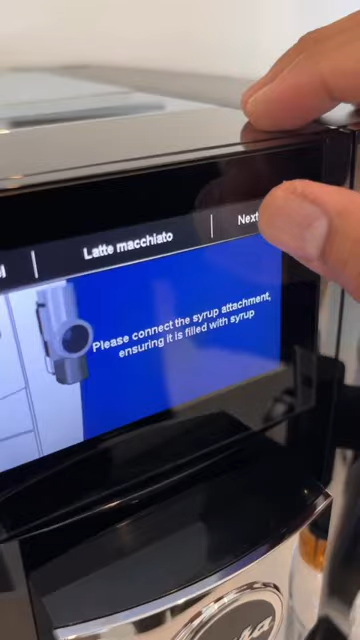 Latte macchiato
Next
Please connect the syrup attachment,
ensuring it is filled with syrup